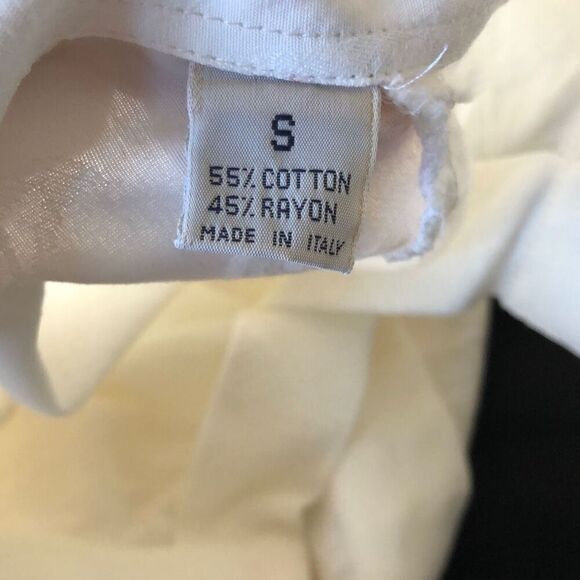 S
55% COTTON
45% RAYON
MADE IN ITALY